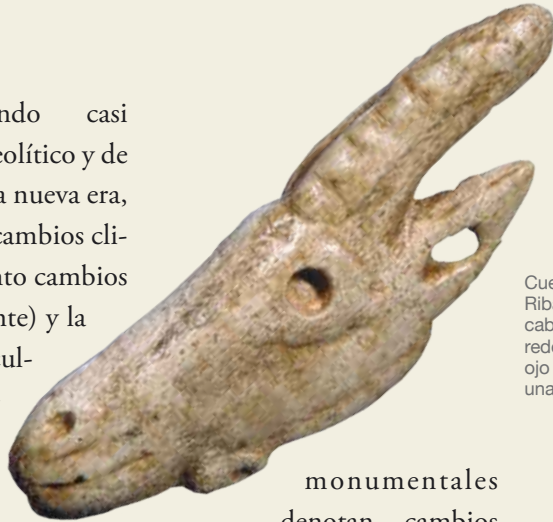 ndo casi
eolítico y de
a nueva era,
cambios cli-
nto cambios
nte) y la
ul-
monumentales
denotan cambios
Cue
Riba
cab
redo
ojo
una